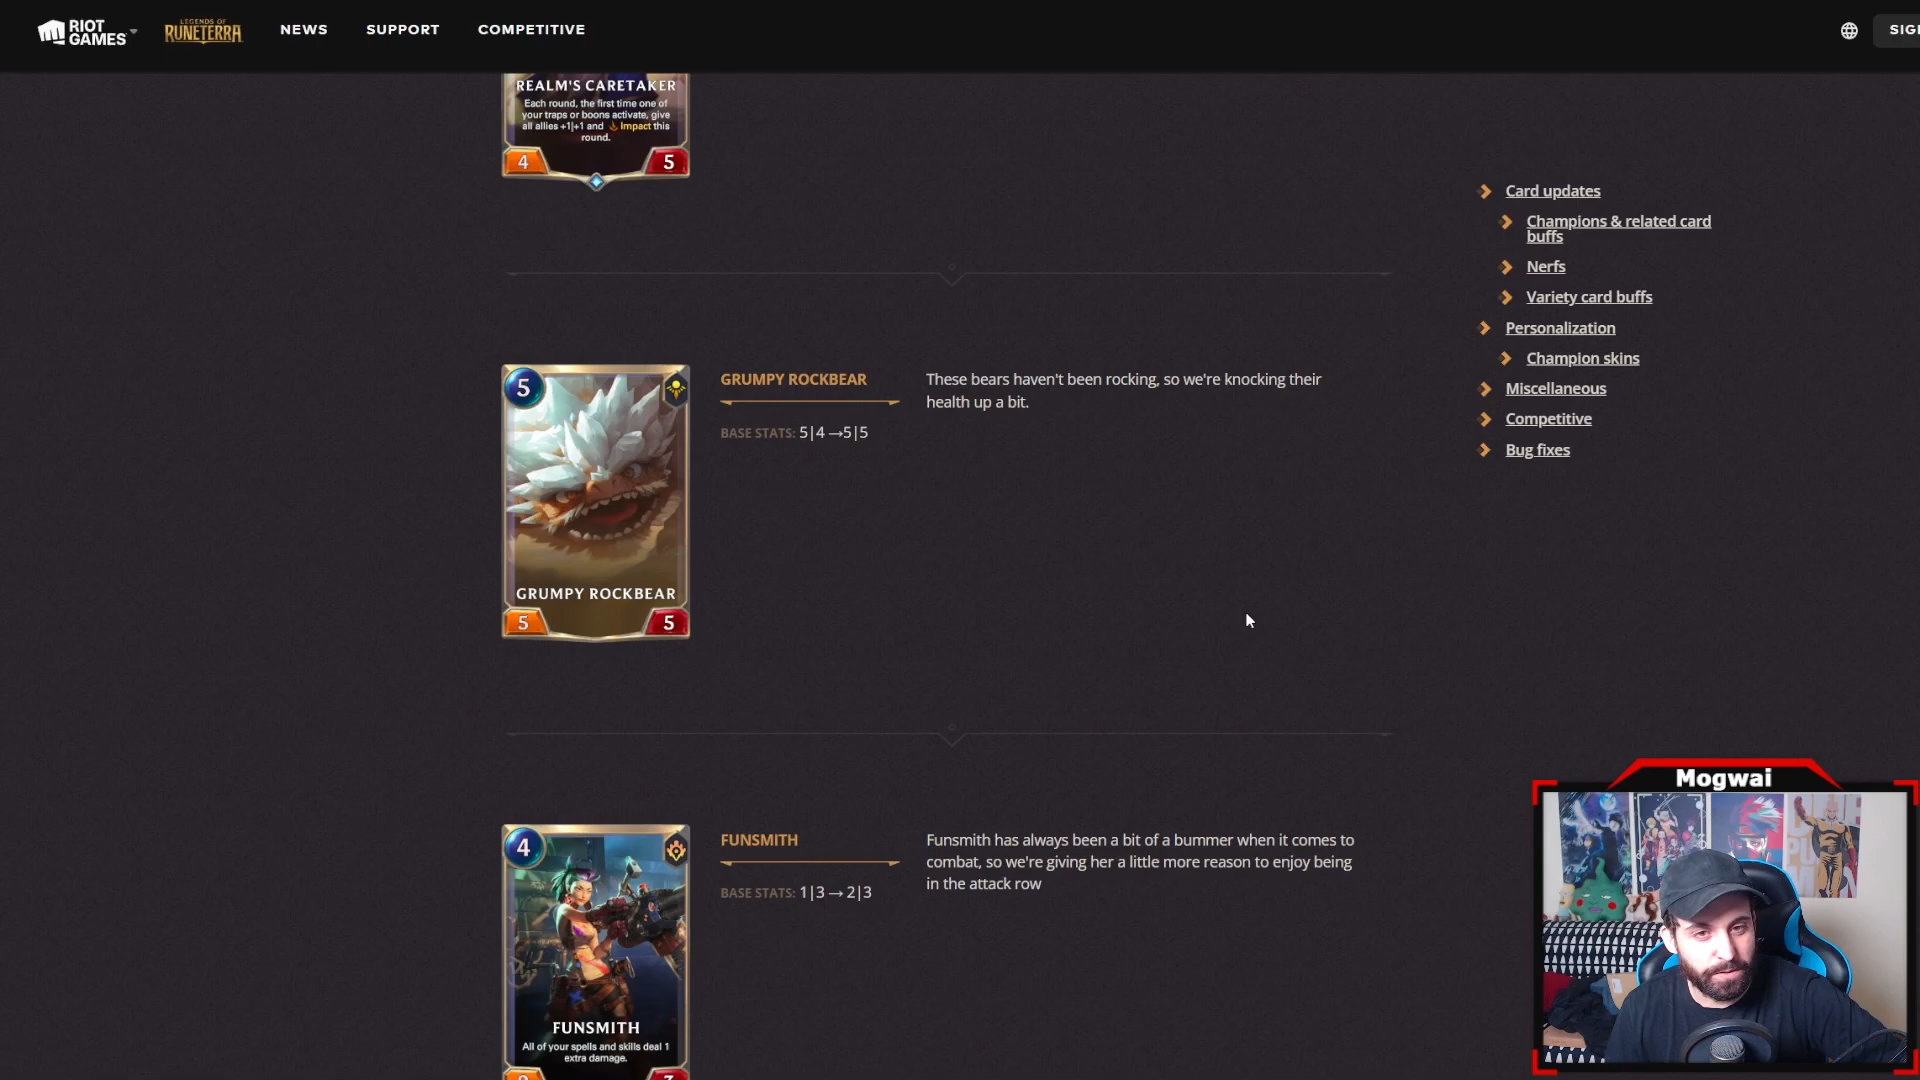 RIOT GAMES
LEGENDS OF RUNETERRA
NEWS
SUPPORT
COMPETITIVE
SIG
REALM'S CARETAKER
Each round, the first time one of
your traps or boons activate, give
all allies +1|+1 and Impact this
round.
4
5
Card updates
Champions & related card
buffs
Nerfs
Variety card buffs
Personalization
Champion skins
Miscellaneous
Competitive
Bug fixes
5
GRUMPY ROCKBEAR
5
5
GRUMPY ROCKBEAR
BASE STATS: 5|4 →5|5
These bears haven't been rocking, so we're knocking their
health up a bit.
4
FUNSMITH
All of your spells and skills deal 1
extra damage.
2
3
FUNSMITH
BASE STATS: 1|3 → 2|3
Funsmith has always been a bit of a bummer when it comes to
combat, so we're giving her a little more reason to enjoy being
in the attack row
Mogwai